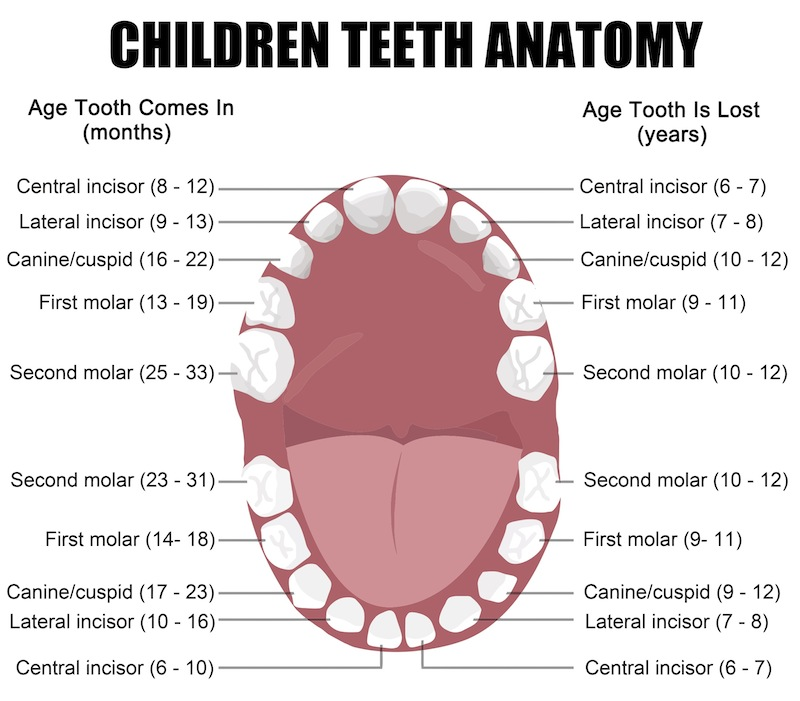 CHILDREN TEETH ANATOMY
Age Tooth Comes In
(months)
Central incisor (8 - 12)
Lateral incisor (9 - 13)
Canine/cuspid (16 - 22)
First molar (13 - 19)
Second molar (25 - 33)
Second molar (23 - 31)
First molar (14- 18)
Canine/cuspid (17 - 23)
Lateral incisor (10 - 16)
Central incisor (6 - 10)
Age Tooth Is Lost
(years)
Central incisor (6 - 7)
Lateral incisor (7 - 8)
Canine/cuspid (10 - 12)
First molar (9 - 11)
Second molar (10 - 12)
Second molar (10 - 12)
First molar (9- 11)
Canine/cuspid (9 - 12)
Lateral incisor (7 - 8)
Central incisor (6 - 7)